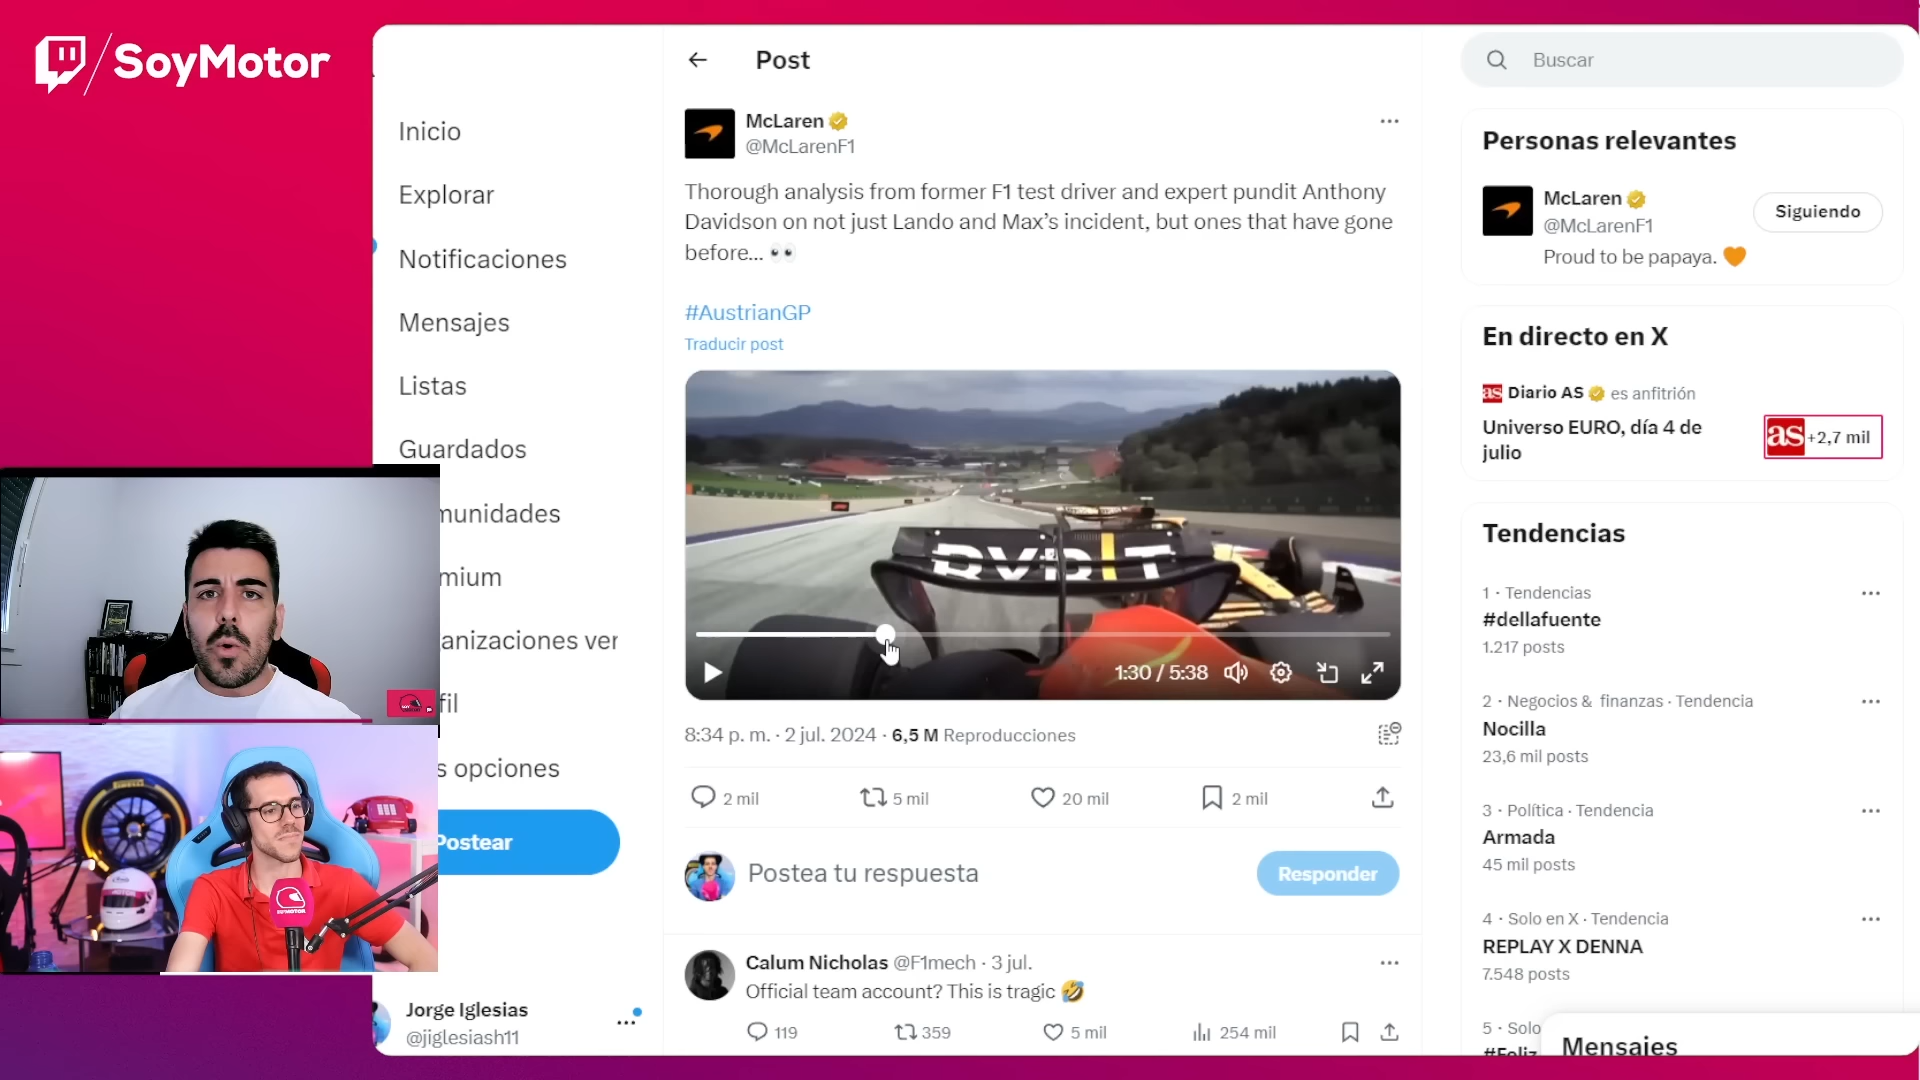 SoyMotor
Inicio
Explorar
Notificaciones
Mensajes
Listas
Guardados
munidades
mium
anizaciones ver
fil
s opciones
Postear
Jorge Iglesias
@jiglesiash11
Post
McLaren
@McLarenF1
Thorough analysis from former F1 test driver and expert pundit Anthony
Davidson on not just Lando and Max's incident, but ones that have gone
before... 👀
#AustrianGP
Traducir post
BYBIT
1:30 / 5:38
8:34 p. m. · 2 jul. 2024 · 6,5 M Reproducciones
2 mil 5 mil 20 mil 2 mil
Postea tu respuesta
Responder
Calum Nicholas @F1mech · 3 jul.
Official team account? This is tragic 🤣
119 359 5 mil 254 mil
Buscar
Personas relevantes
McLaren
@McLarenF1
Siguiendo
Proud to be papaya. 🧡
En directo en X
as Diario AS es anfitrión
Universo EURO, día 4 de
julio
as +2,7 mil
Tendencias
1 · Tendencias
#dellafuente
1.217 posts
2 · Negocios & finanzas · Tendencia
Nocilla
23,6 mil posts
3 · Política · Tendencia
Armada
45 mil posts
4 · Solo en X · Tendencia
REPLAY X DENNA
7.548 posts
5 · Solo
#Feliz
Mensajes